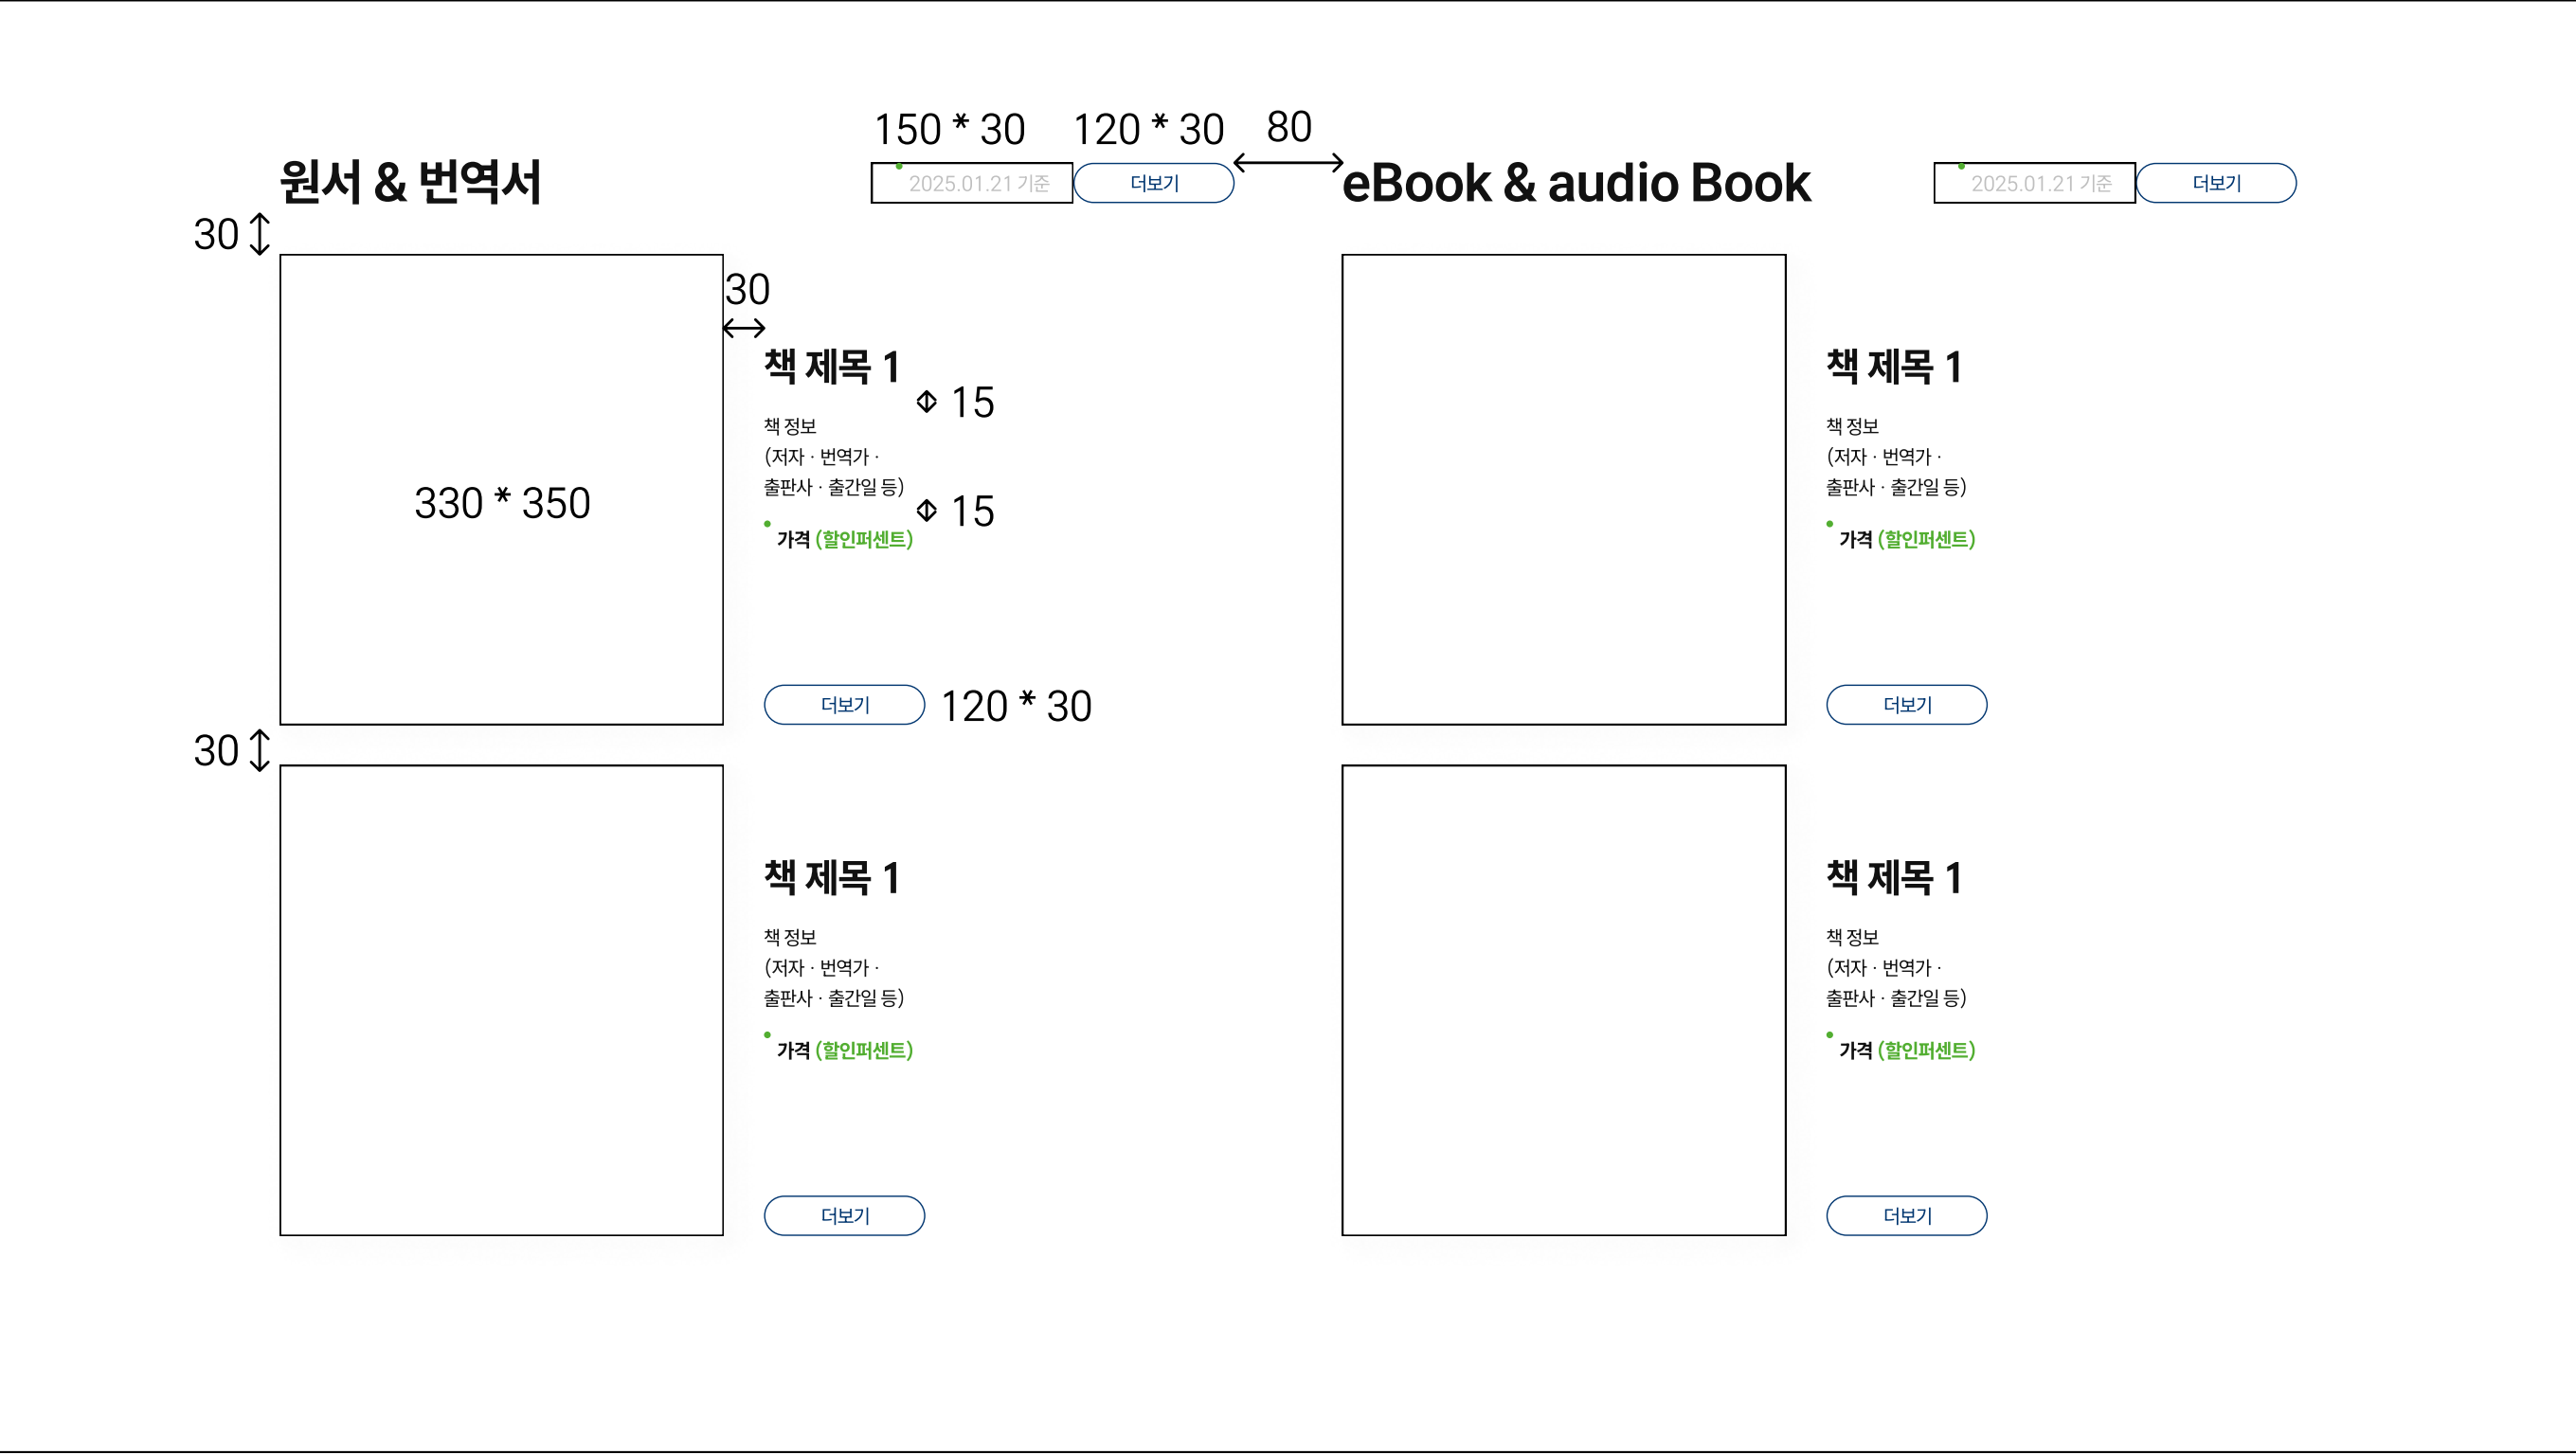 150 * 30
120 * 30
80
원서 & 번역서
2025.01.21 기준
더보기
eBook & audio Book
2025.01.21 기준
더보기
30
30
330 * 350
책 제목 1
15
책 정보
(저자 · 번역가 ·
출판사 · 출간일 등)
15
가격 (할인퍼센트)
더보기
120 * 30
책 제목 1
책 정보
(저자 · 번역가 ·
출판사 · 출간일 등)
가격 (할인퍼센트)
더보기
30
책 제목 1
책 정보
(저자 · 번역가 ·
출판사 · 출간일 등)
가격 (할인퍼센트)
더보기
책 제목 1
책 정보
(저자 · 번역가 ·
출판사 · 출간일 등)
가격 (할인퍼센트)
더보기